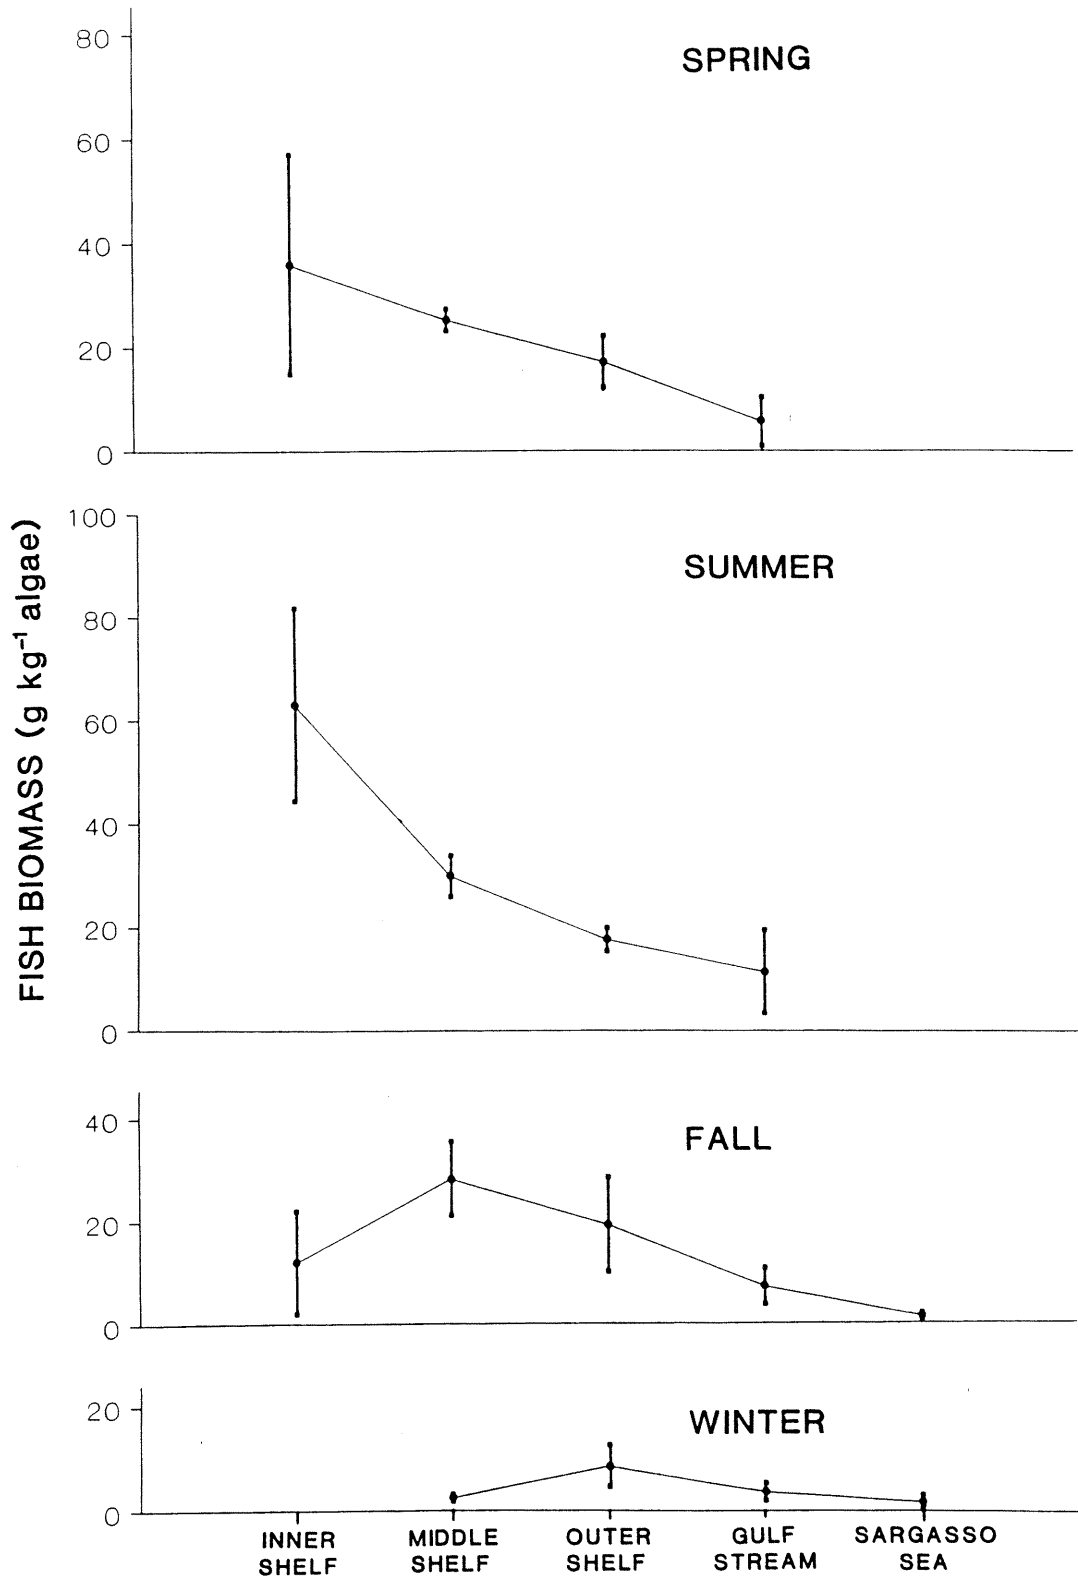 80
SPRING
60
40
20
0
FISH BIOMASS (g kg⁻¹ algae)
100
SUMMER
80
60
40
20
0
40
FALL
20
0
20
WINTER
0
INNER SHELF
MIDDLE SHELF
OUTER SHELF
GULF STREAM
SARGASSO SEA